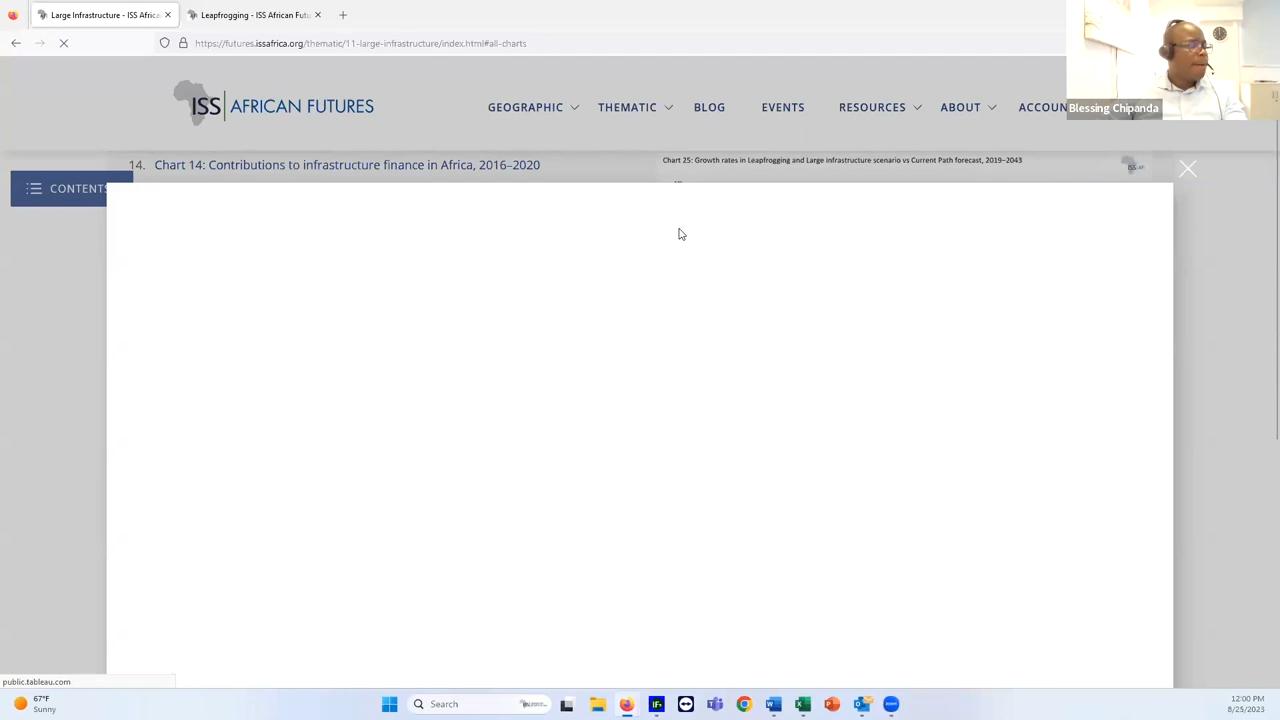 Large Infrastructure - ISS Africa
Leapfrogging - ISS African Futu
https://futures.issafrica.org/thematic/11-large-infrastructure/index.html#all-charts
ISS AFRICAN FUTURES
GEOGRAPHIC
THEMATIC
BLOG
EVENTS
RESOURCES
ABOUT
ACCOUN
Blessing Chipanda
14. Chart 14: Contributions to infrastructure finance in Africa, 2016–2020
Chart 25: Growth rates in Leapfrogging and Large infrastructure scenario vs Current Path forecast, 2019–2043
CONTENTS
public.tableau.com
67°F
Sunny
Search
12:00 PM
8/25/2023